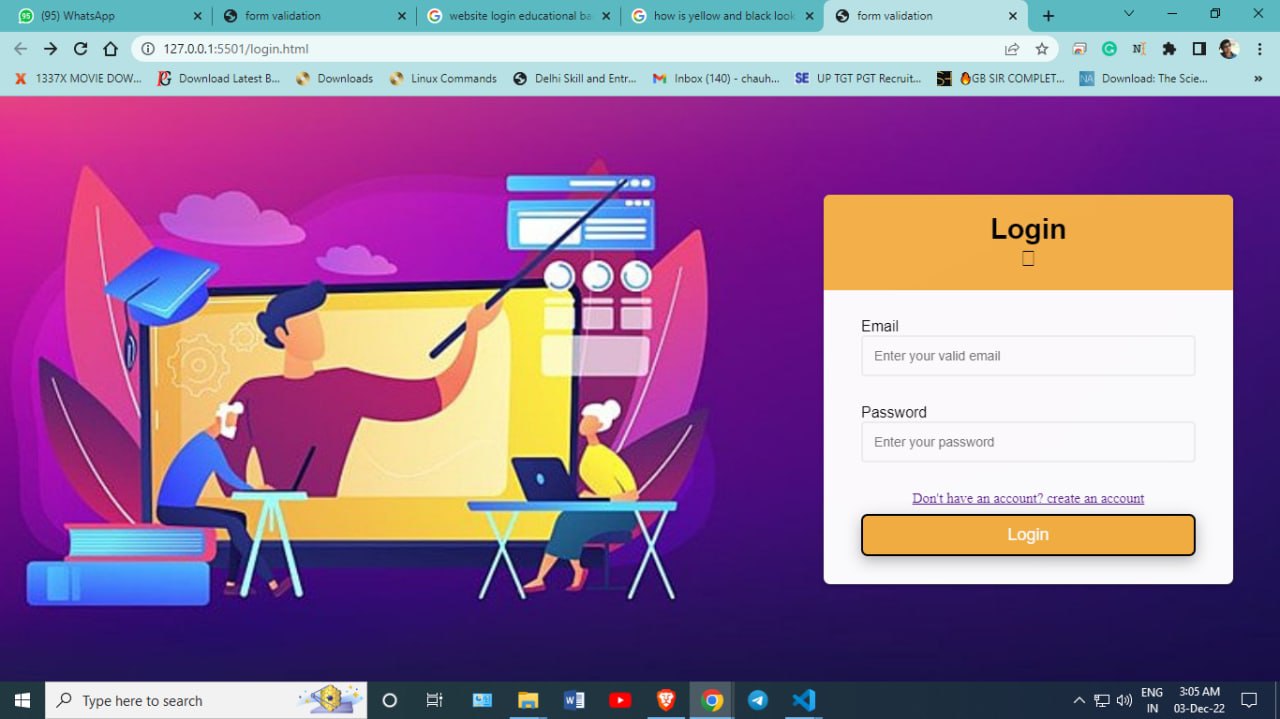 (95) WhatsApp
form validation
website login educational ba
how is yellow and black look
form validation
127.0.0.1:5501/login.html
1337X MOVIE DOW...
Download Latest B...
Downloads
Linux Commands
Delhi Skill and Entr...
Inbox (140) - chauh...
SE UP TGT PGT Recruit...
🔥GB SIR COMPLET...
NA Download: The Scie...
»
Login
Email
Enter your valid email
Password
Enter your password
Don't have an account? create an account
Login
Type here to search
ENG
IN
3:05 AM
03-Dec-22